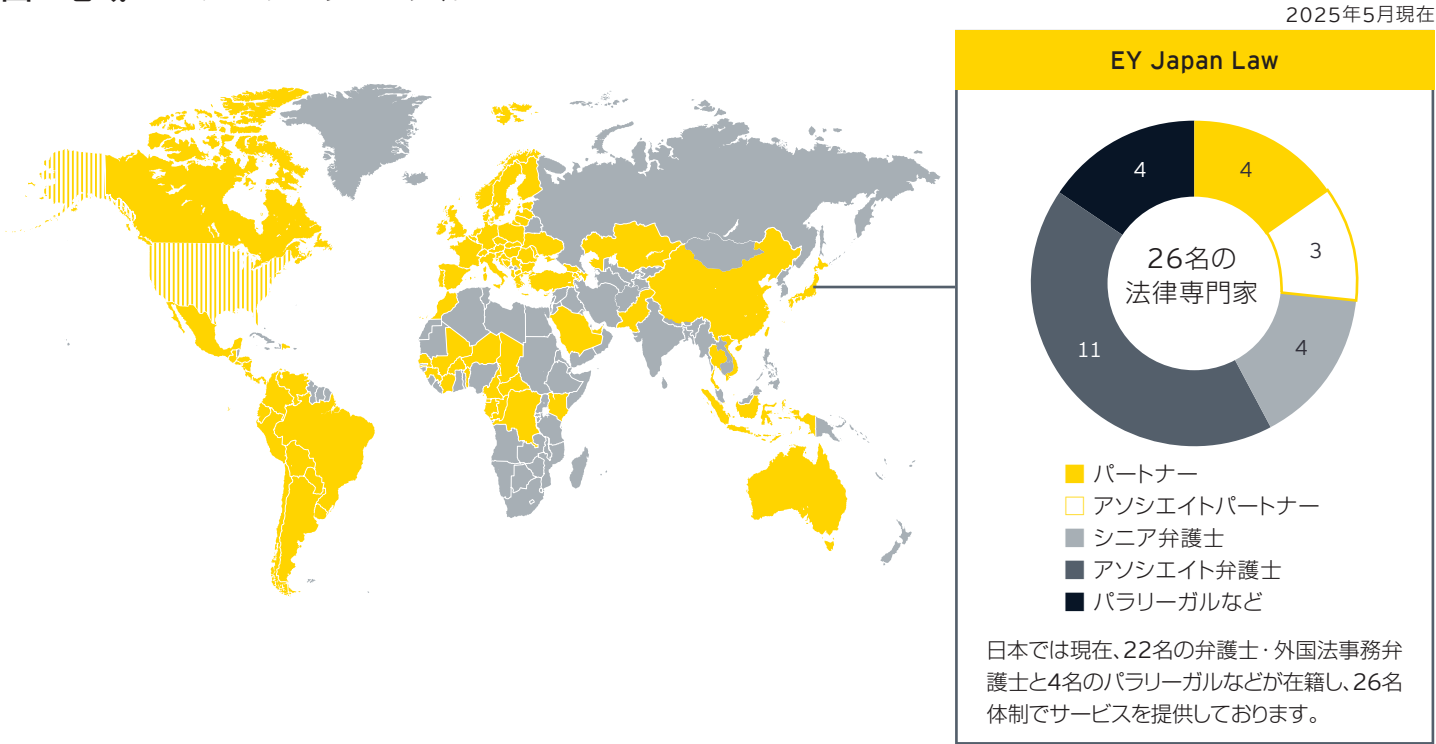 2025年5月現在
EY Japan Law
4
4
3
26名の
法律専門家
11
4
パートナー
アソシエイトパートナー
シニア弁護士
アソシエイト弁護士
パラリーガルなど
日本では現在、22名の弁護士・外国法事務弁
護士と4名のパラリーガルなどが在籍し、26名
体制でサービスを提供しております。